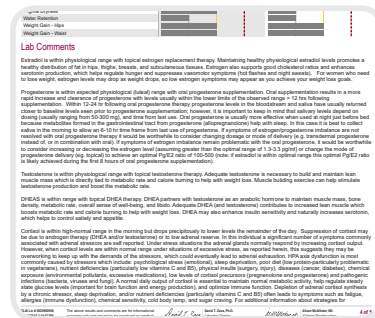 Water Retention
Weight Gain - Hips
Weight Gain - Waist
Lab Comments
Estradiol is within physiological range with topical estrogen replacement therapy. Maintaining healthy physiological estradiol levels promotes a
healthy distribution of fat in hips, thighs, breasts, and subcutaneous tissues. Estrogen also supports good cholesterol ratios and enhances
serotonin production, which helps regulate hunger and suppresses vasomotor symptoms (hot flashes and night sweats). For women who need
to lose weight, estrogen levels may drop as weight drops, so low estrogen symptoms may appear as you achieve your weight loss goals.
Progesterone is within expected physiological (luteal) range with oral progesterone supplementation. Oral supplementation results in a more
rapid increase and clearance of progesterone with levels usually within the lower limits of the observed range > 12 hrs following
supplementation. Within 12-24 hr following oral progesterone therapy progesterone levels in the bloodstream and saliva have usually returned
closer to baseline levels seen prior to progesterone supplementation; however, it is important to keep in mind that salivary levels depend on
dosing (usually ranging from 50-300 mg), and time from last use. Oral progesterone is usually more effective when used at night just before bed
because metabolites formed in the gastrointestinal tract from progesterone (allopregnenolone) help with sleep. In this case it is best to collect
saliva in the morning to allow an 8-10 hr time frame from last use of progesterone. If symptoms of estrogen/progesterone imbalance are not
resolved with oral progesterone therapy it would be worthwhile to consider changing dosage or mode of delivery (e.g. transdermal progesterone
instead of, or in combination with oral). If symptoms of estrogen imbalance remain problematic with the oral progesterone, it would be worthwhile
to consider increasing or decreasing the estrogen level (assuming greater than the optimal range of 1.3-3.3 pg/ml) or change the mode of
progesterone delivery (eg. topical) to achieve an optimal Pg/E2 ratio of 100-500 (note: if estradiol is within optimal range this optimal Pg/E2 ratio
is likely achieved during the first 8 hours of oral progesterone supplementation).
Testosterone is within physiological range with topical testosterone therapy. Adequate testosterone is necessary to build and maintain lean
muscle mass which is directly tied to metabolic rate and calorie burning to help with weight loss. Muscle building exercise can help stimulate
testosterone production and boost the metabolic rate.
DHEAS is within range with topical DHEA therapy. DHEA partners with testosterone as an anabolic hormone to maintain muscle mass, bone
density, metabolic rate, overall sense of well-being, and libido. Adequate DHEA (and testosterone) contributes to increased lean muscle which
boosts metabolic rate and calorie burning to help with weight loss. DHEA may also enhance insulin sensitivity and naturally increases serotonin,
which helps to control satiety and appetite.
Cortisol is within high-normal range in the morning but drops precipitously to lower levels the remainder of the day. Suppression of cortisol may
be due to androgen therapy (DHEA and/or testosterone) or to low adrenal reserve. In this individual a significant number of symptoms commonly
associated with adrenal stressors are self reported. Under stress situations the adrenal glands normally respond by increasing cortisol output.
However, when cortisol levels are within normal range under situations of excessive stress, as reported herein, this suggests they may be
overworking to keep up with the demands of the stressors, which could eventually lead to adrenal exhaustion. HPA axis dysfunction is most
commonly caused by stressors which include: psychological stress (emotional), sleep deprivation, poor diet (low protein-particularly problematic
in vegetarians), nutrient deficiencies (particularly low vitamins C and B5), physical insults (surgery, injury), diseases (cancer, diabetes), chemical
exposure (environmental pollutants, excessive medications), low levels of cortisol precursors (pregnenolone and progesterone) and pathogenic
infections (bacteria, viruses and fungi). A normal daily output of cortisol is essential to maintain normal metabolic activity, help regulate steady
state glucose levels (important for brain function and energy production), and optimize immune function. Depletion of adrenal cortisol synthesis
by a chronic stressor, sleep deprivation, and/or nutrient deficiencies (particularly vitamins C and B5) often leads to symptoms such as fatigue,
allergies (immune dysfunction), chemical sensitivity, cold body temp, and sugar craving. For additional information about strategies for